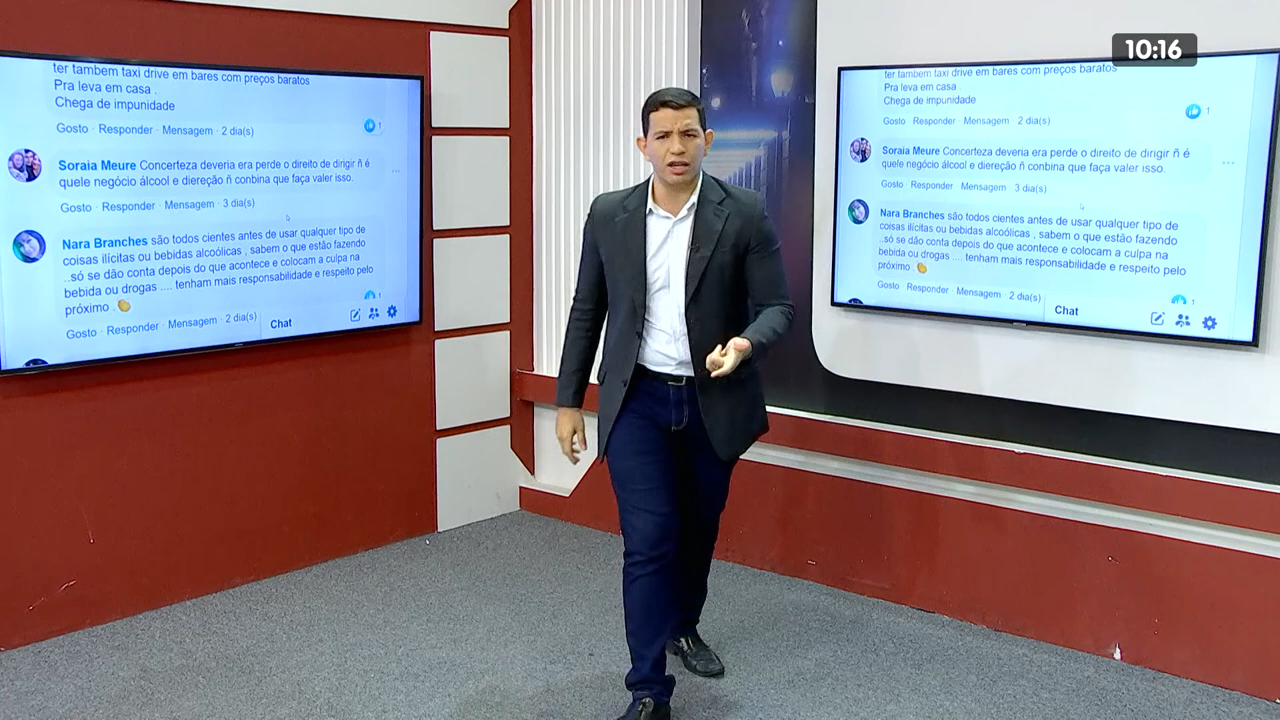 ter tambem taxi drive em bares com preços baratos
Pra leva em casa .
Chega de impunidade
Gosto · Responder · Mensagem · 2 dia(s)
1
Soraia Meure Concerteza deveria era perde o direito de dirigir ñ é
quele negócio álcool e diereção ñ conbina que faça valer isso.
Gosto · Responder · Mensagem · 3 dia(s)
Nara Branches são todos cientes antes de usar qualquer tipo de
coisas ilícitas ou bebidas alcoólicas , sabem o que estão fazendo
..só se dão conta depois do que acontece e colocam a culpa na
bebida ou drogas .... tenham mais responsabilidade e respeito pelo
próximo .
1
Gosto · Responder · Mensagem · 2 dia(s)
Chat
10:16
ter tambem taxi drive em bares com preços baratos
Pra leva em casa .
Chega de impunidade
Gosto · Responder · Mensagem · 2 dia(s)
1
Soraia Meure Concerteza deveria era perde o direito de dirigir ñ é
quele negócio álcool e diereção ñ conbina que faça valer isso.
Gosto · Responder · Mensagem · 3 dia(s)
Nara Branches são todos cientes antes de usar qualquer tipo de
coisas ilícitas ou bebidas alcoólicas , sabem o que estão fazendo
..só se dão conta depois do que acontece e colocam a culpa na
bebida ou drogas .... tenham mais responsabilidade e respeito pelo
próximo .
1
Gosto · Responder · Mensagem · 2 dia(s)
Chat